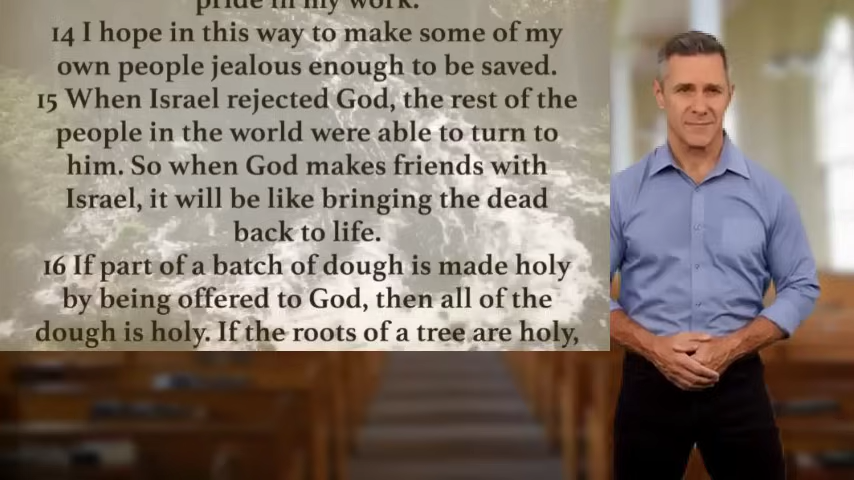 pride in my work.
14 I hope in this way to make some of my
own people jealous enough to be saved.
15 When Israel rejected God, the rest of the
people in the world were able to turn to
him. So when God makes friends with
Israel, it will be like bringing the dead
back to life.
16 If part of a batch of dough is made holy
by being offered to God, then all of the
dough is holy. If the roots of a tree are holy,